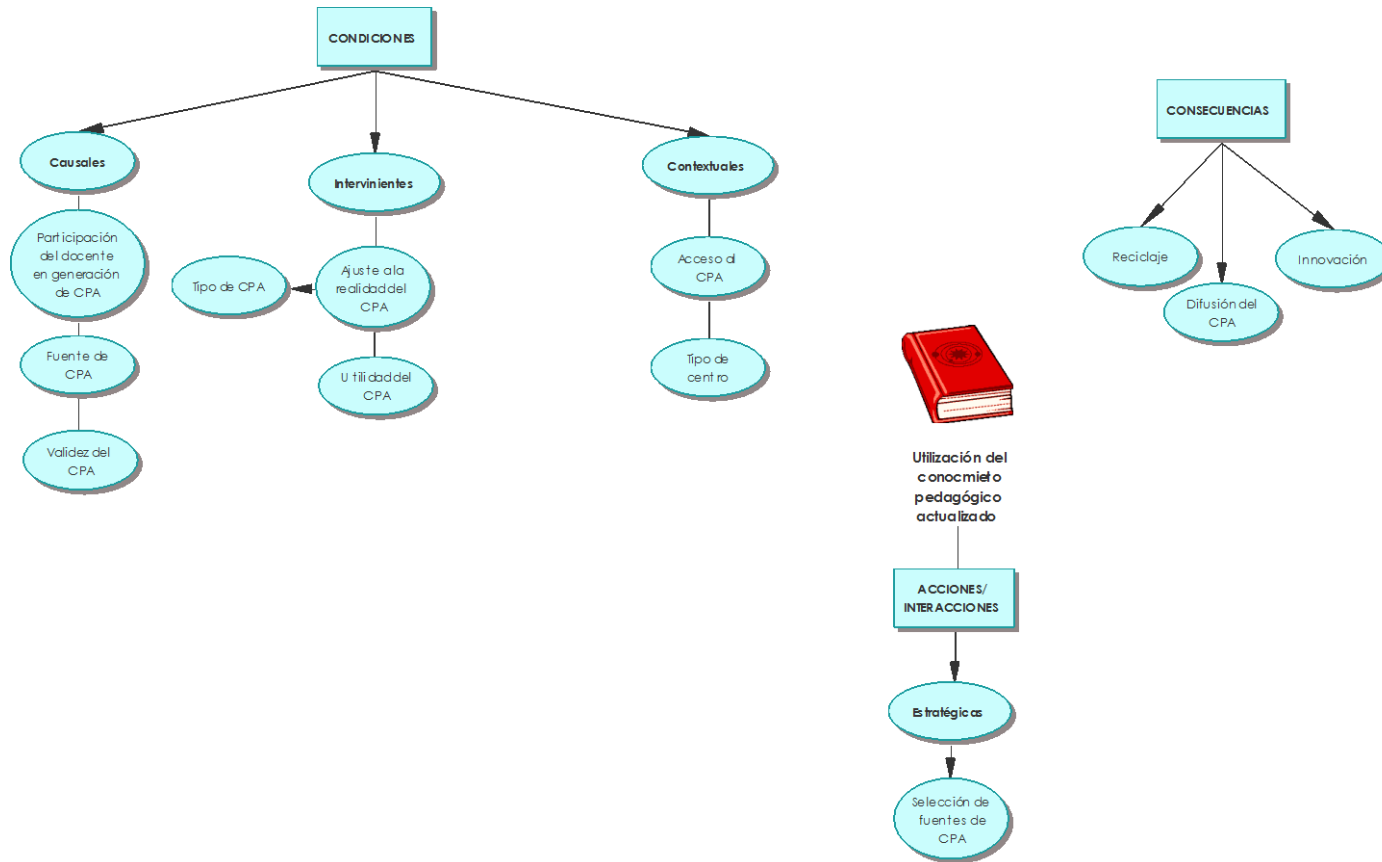 CONDICIONES
CONSECUENCIAS
Causales
Intervinientes
Contextuales
Participación
del docente
en generación
de CPA
Tipo de CPA
Ajuste a la
realidad del
CPA
Acceso al
CPA
Reciclaje
Innovación
Difusión del
CPA
Fuente de
CPA
Utilidad del
CPA
Tipo de
centro
Validez del
CPA
Utilización del
conocmieto
pedagógico
actualizado
ACCIONES/
INTERACCIONES
Estratégicas
Selección de
fuentes de
CPA